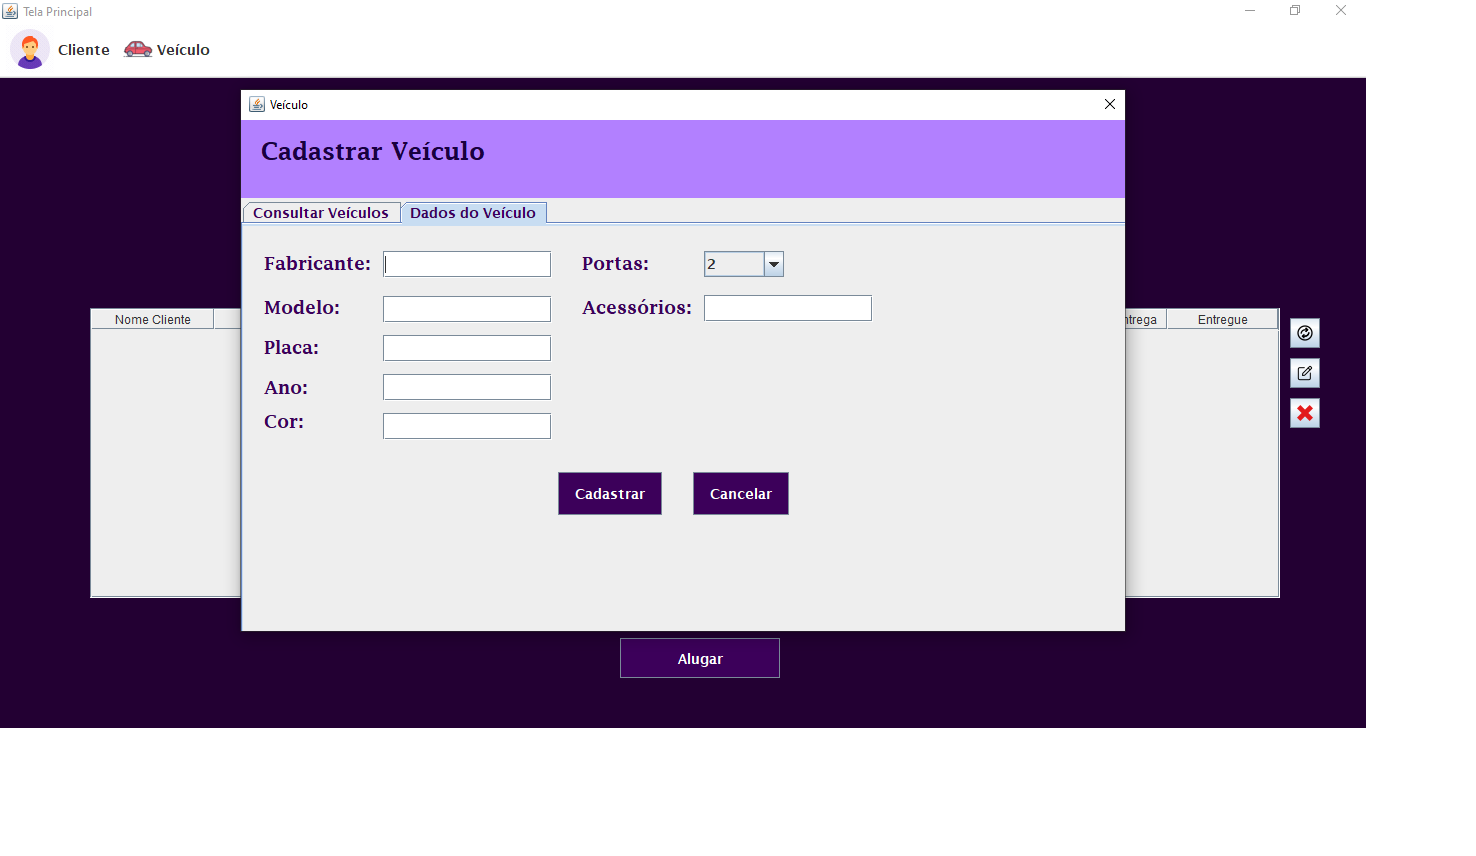 Tela Principal
Cliente Veículo
Veículo
Cadastrar Veículo
Consultar Veículos Dados do Veículo
Fabricante: Portas: 2
Modelo: Acessórios:
Placa:
Ano:
Cor:
Cadastrar Cancelar
Nome Cliente
Entregue
Alugar